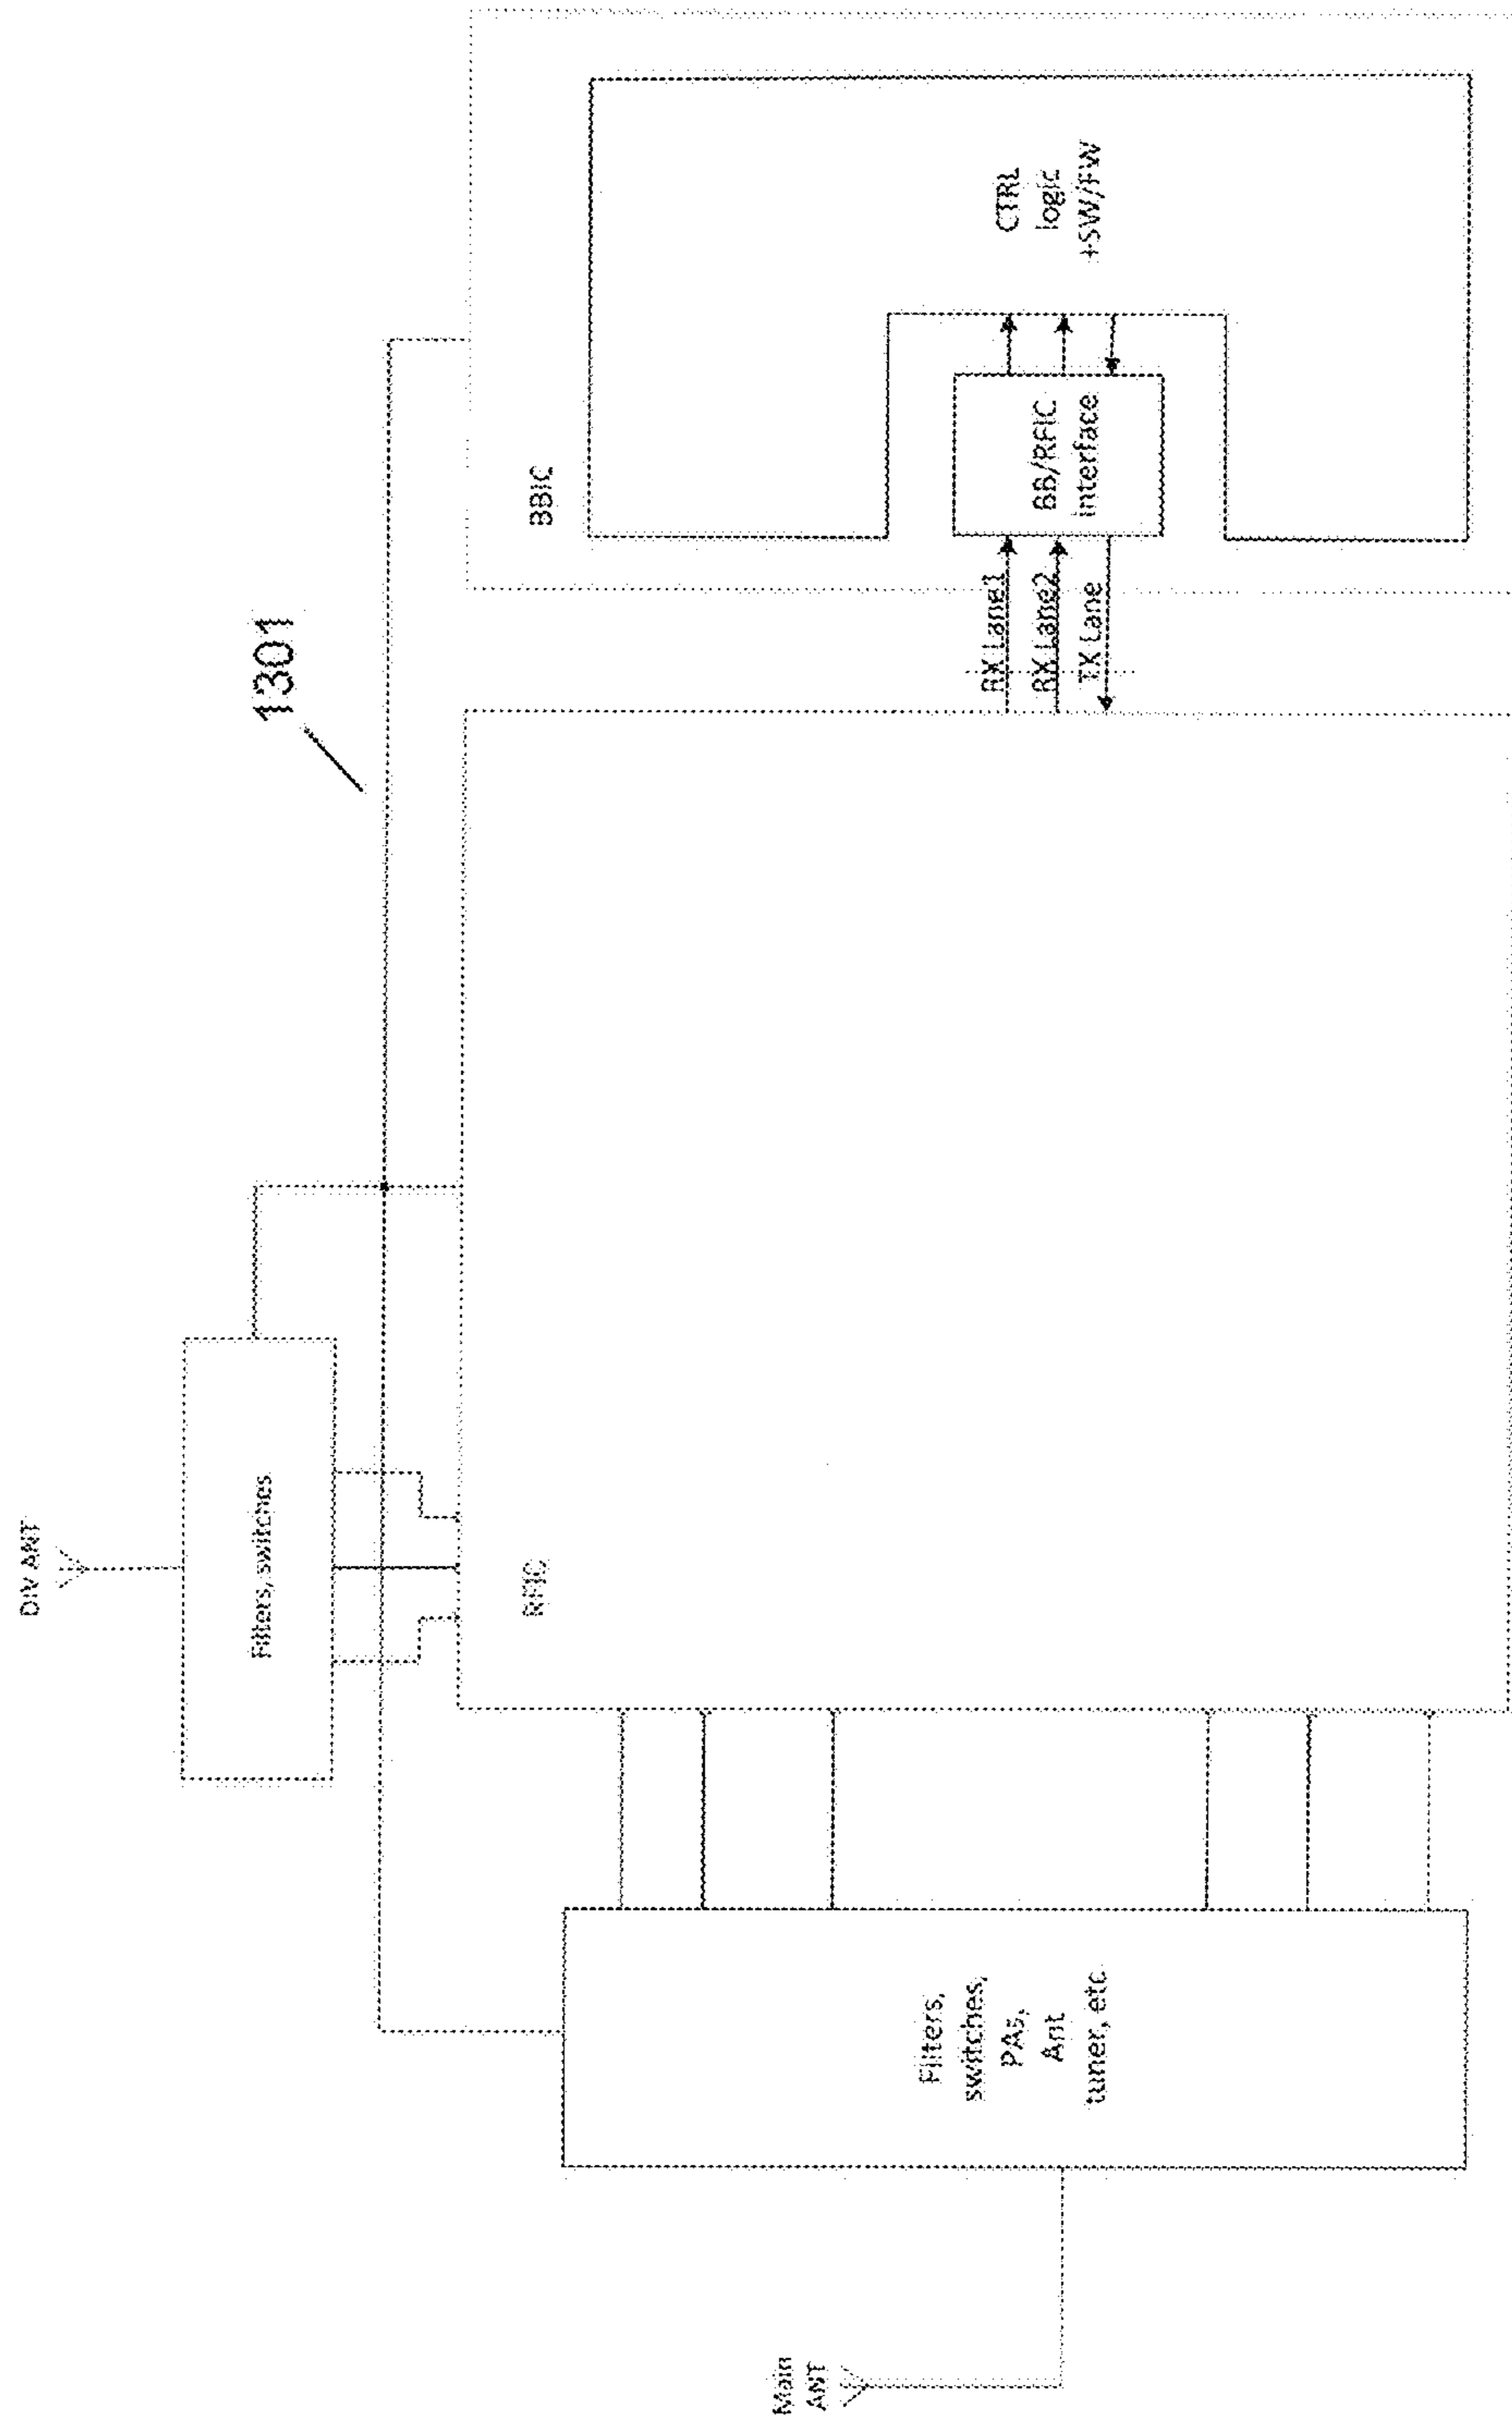 DIV ANT
Filters, switches
1301
Main
ANT
Filters,
switches,
PAs,
Ant
tuner, etc
RFIC
RX Lane1
RX Lane2
TX Lane
BBIC
BB/RFIC
interface
CTRL
logic
+SW/FW